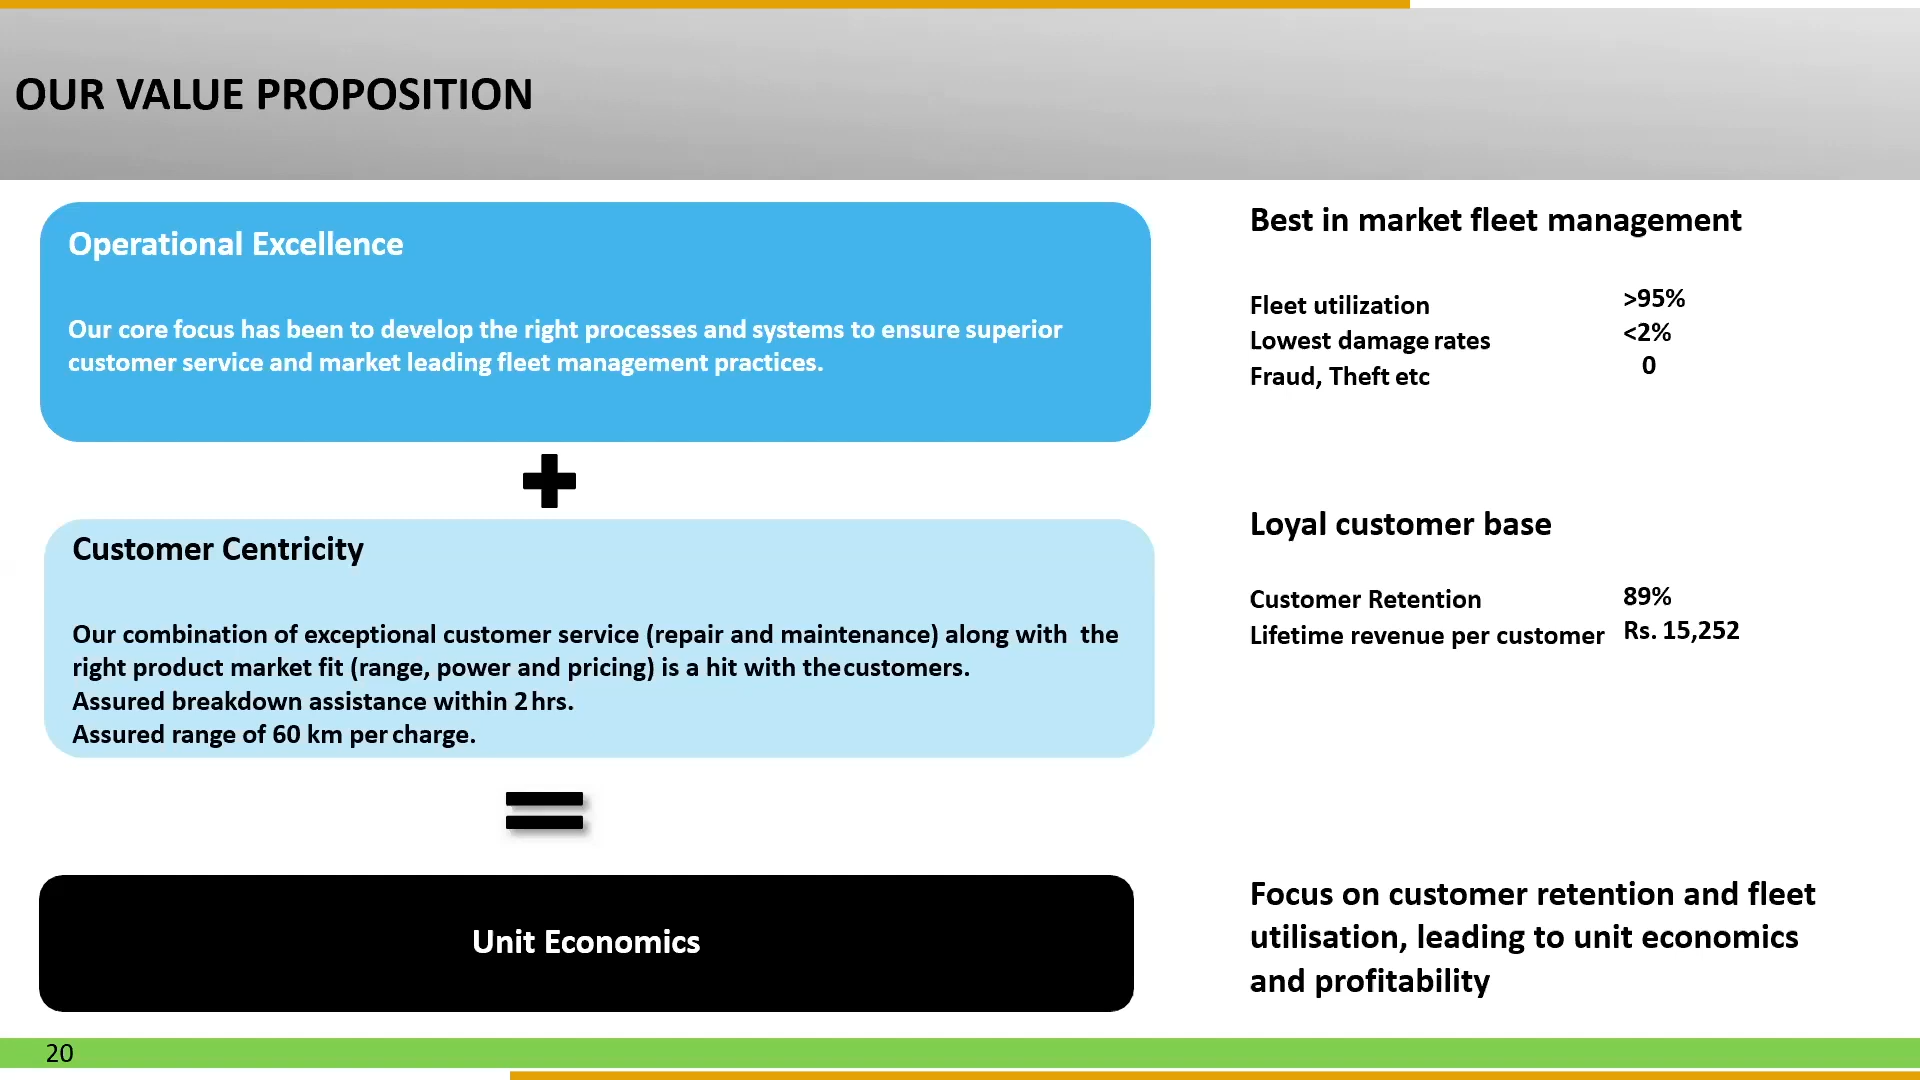 OUR VALUE PROPOSITION
Operational Excellence
Our core focus has been to develop the right processes and systems to ensure superior
customer service and market leading fleet management practices.
Best in market fleet management
Fleet utilization >95%
Lowest damage rates <2%
Fraud, Theft etc 0
+
Customer Centricity
Our combination of exceptional customer service (repair and maintenance) along with the
right product market fit (range, power and pricing) is a hit with thecustomers.
Assured breakdown assistance within 2 hrs.
Assured range of 60 km per charge.
Loyal customer base
Customer Retention 89%
Lifetime revenue per customer Rs. 15,252
=
Unit Economics
Focus on customer retention and fleet
utilisation, leading to unit economics
and profitability
20